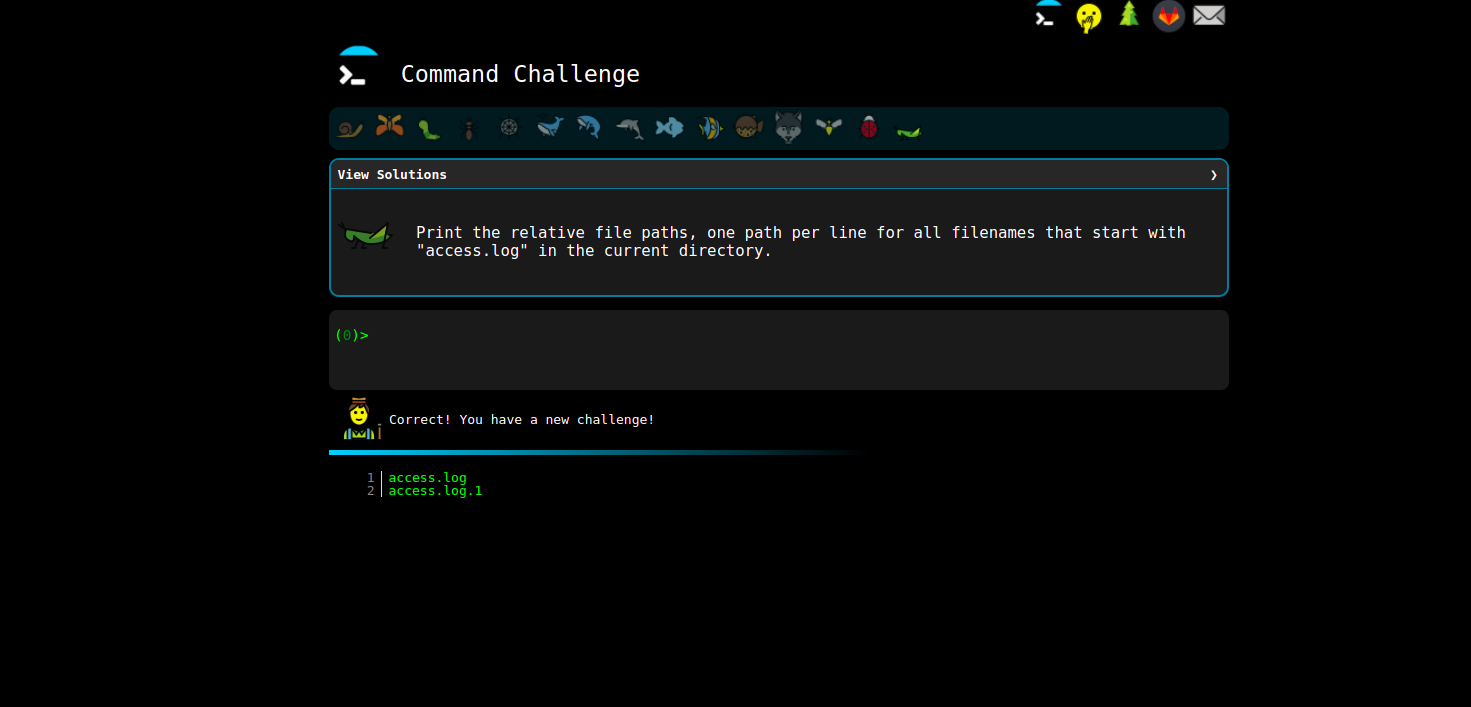 Command Challenge
View Solutions ❯
Print the relative file paths, one path per line for all filenames that start with
"access.log" in the current directory.
(0)>
Correct! You have a new challenge!
1 access.log
2 access.log.1